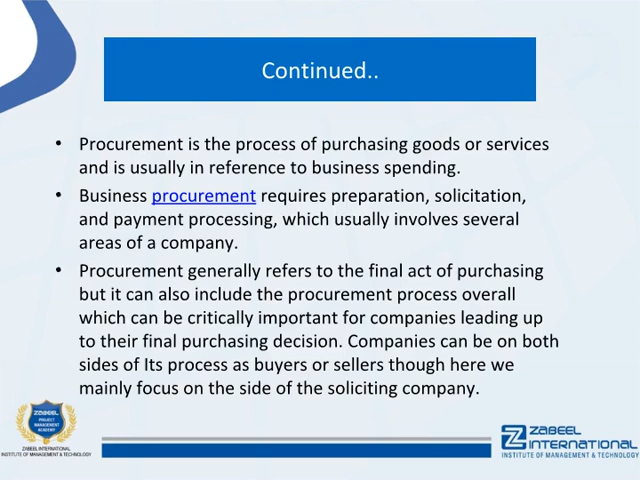 Continued..
• Procurement is the process of purchasing goods or services
and is usually in reference to business spending.
• Business procurement requires preparation, solicitation,
and payment processing, which usually involves several
areas of a company.
• Procurement generally refers to the final act of purchasing
but it can also include the procurement process overall
which can be critically important for companies leading up
to their final purchasing decision. Companies can be on both
sides of Its process as buyers or sellers though here we
mainly focus on the side of the soliciting company.
ZABEEL
PROJECT
MANAGEMENT
ACADEMY
ZABEEL INTERNATIONAL
INSTITUTE OF MANAGEMENT & TECHNOLOGY
ZABEEL
INTERNATIONAL
INSTITUTE OF MANAGEMENT & TECHNOLOGY